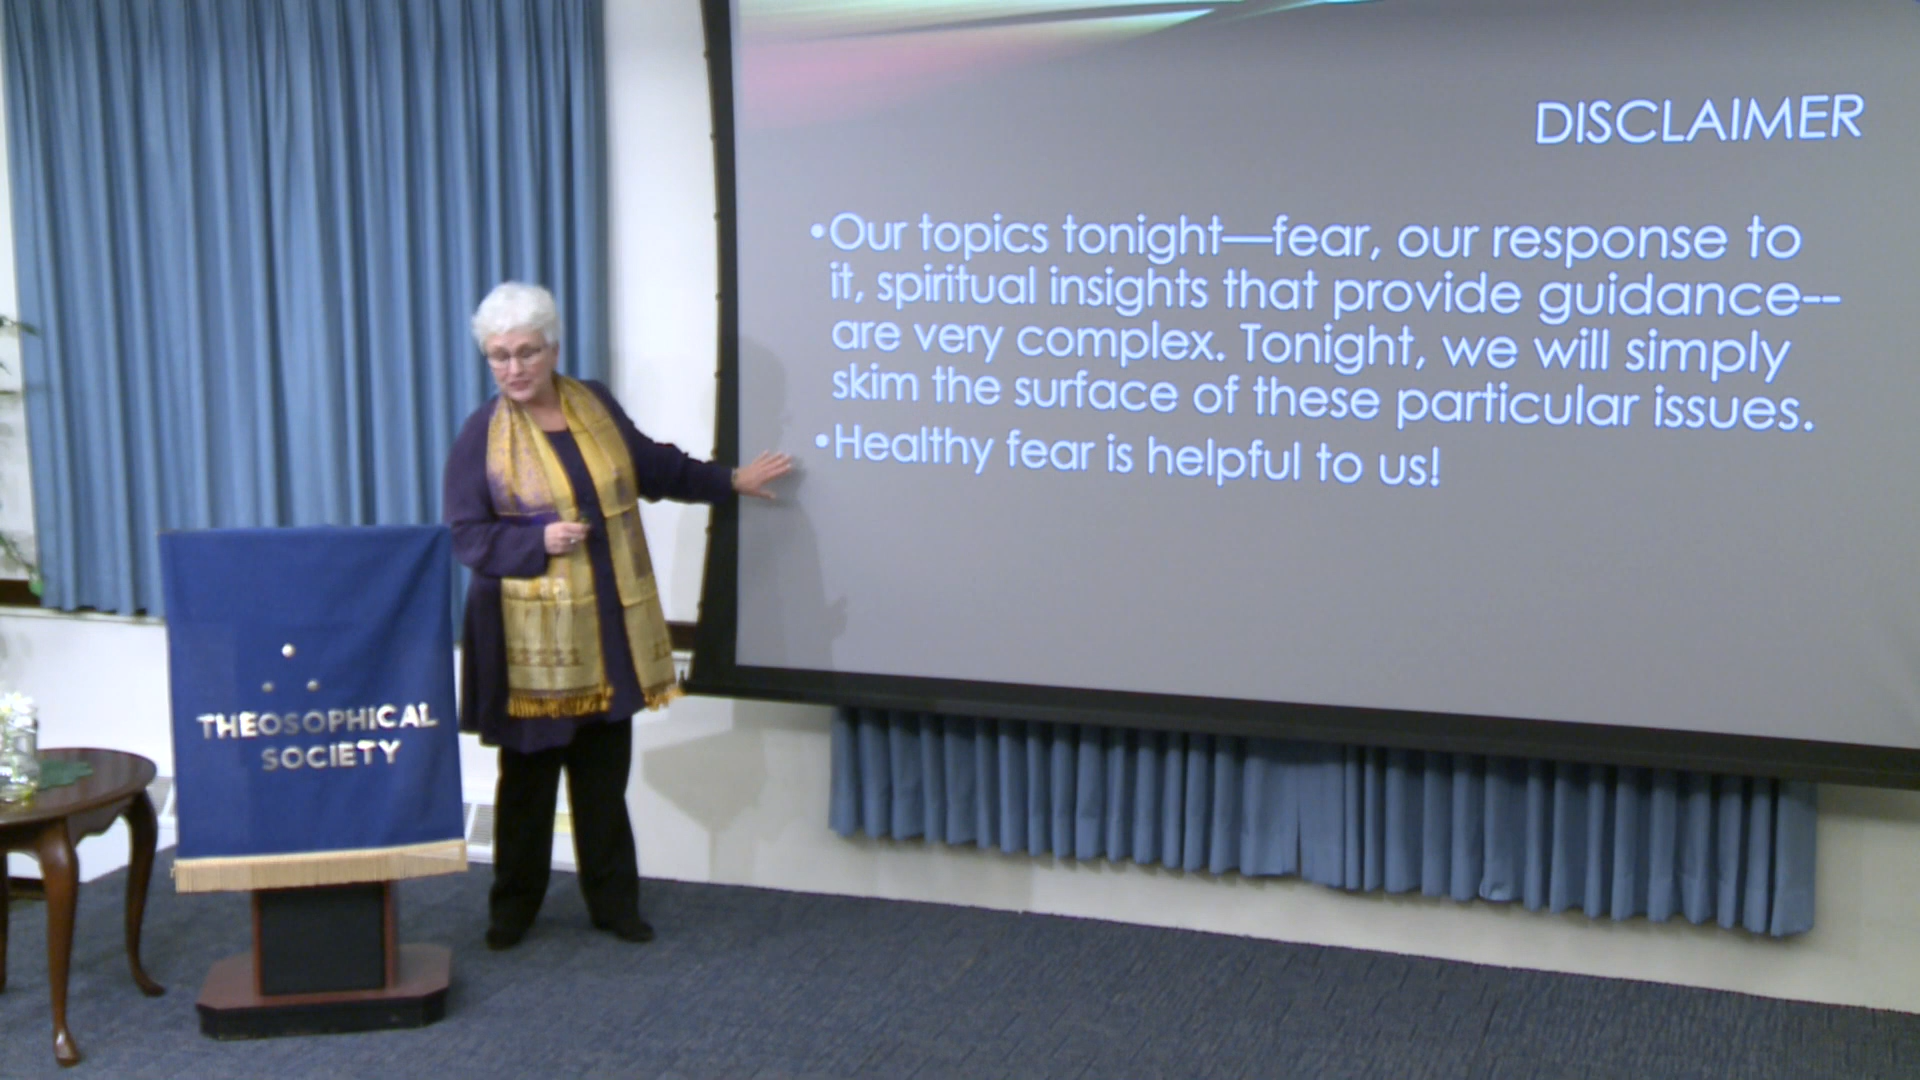 DISCLAIMER
•Our topics tonight—fear, our response to
it, spiritual insights that provide guidance--
are very complex. Tonight, we will simply
skim the surface of these particular issues.
•Healthy fear is helpful to us!
THEOSOPHICAL
SOCIETY